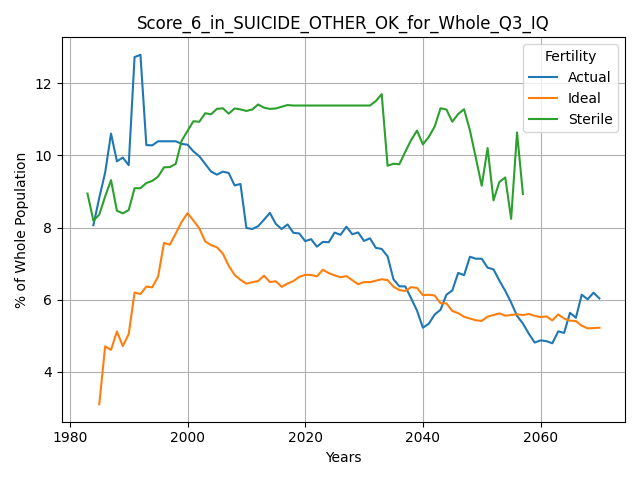 Score_6_in_SUICIDE_OTHER_OK_for_Whole_Q3_IQ
Fertility
Actual
Ideal
Sterile
% of Whole Population
12
10
8
6
4
1980
2000
2020
2040
2060
Years